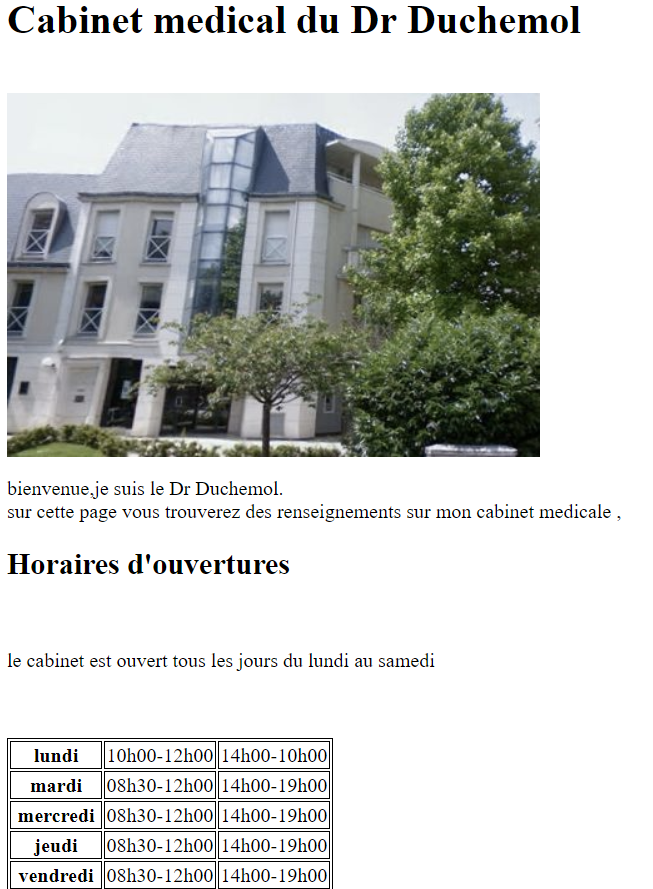 Cabinet medical du Dr Duchemol
bienvenue,je suis le Dr Duchemol.
sur cette page vous trouverez des renseignements sur mon cabinet medicale ,
Horaires d'ouvertures
le cabinet est ouvert tous les jours du lundi au samedi
lundi 10h00-12h00 14h00-10h00
mardi 08h30-12h00 14h00-19h00
mercredi 08h30-12h00 14h00-19h00
jeudi 08h30-12h00 14h00-19h00
vendredi 08h30-12h00 14h00-19h00